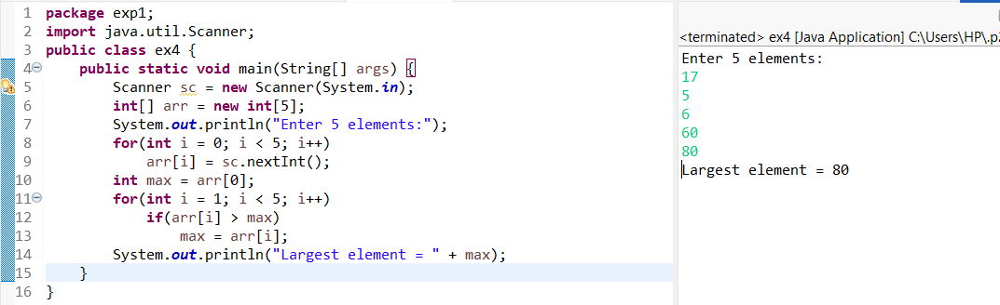 1 package exp1;
2 import java.util.Scanner;
3 public class ex4 {
4 public static void main(String[] args) {
5 Scanner sc = new Scanner(System.in);
6 int[] arr = new int[5];
7 System.out.println("Enter 5 elements:");
8 for(int i = 0; i < 5; i++)
9 arr[i] = sc.nextInt();
10 int max = arr[0];
11 for(int i = 1; i < 5; i++)
12 if(arr[i] > max)
13 max = arr[i];
14 System.out.println("Largest element = " + max);
15 }
16 }
<terminated> ex4 [Java Application] C:\Users\HP\.p2
Enter 5 elements:
17
5
6
60
80
Largest element = 80